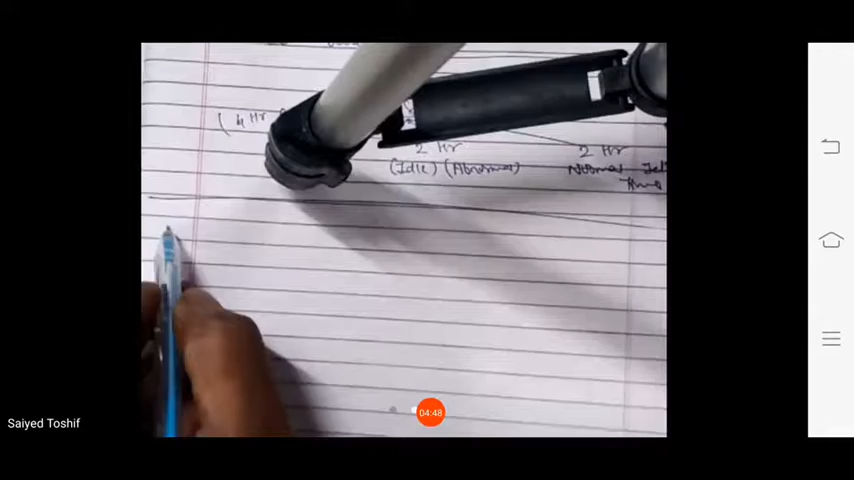 ( 4 Hr
2 Hr
2 Hr
(Idle) (Abnormal)
Normal Idle
Time
04:48
Saiyed Toshif